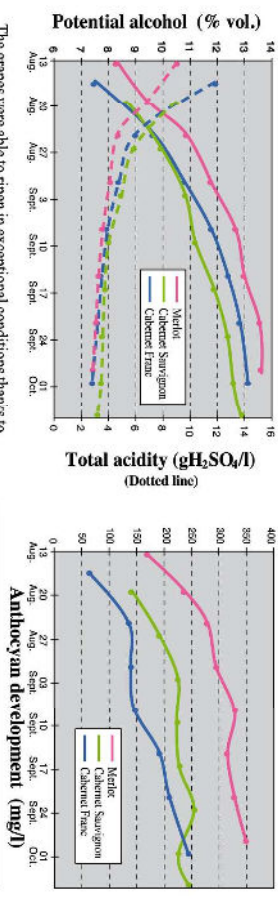 Potential alcohol (% vol.)
16
15
14
13
12
11
10
9
8
7
6
5
4
3
2
Merlot
Cabernet Sauvignon
Cabernet Franc
13 20 27 3 10 17 24 01
Aug. Aug. Aug. Sept. Sept. Sept. Sept. Oct.
Total acidity (gH₂SO₄/l)
(Dotted line)
The grapes were able to ripen in exceptional conditions thanks to
400
350
300
250
200
150
100
50
0
Merlot
Cabernet Sauvignon
Cabernet Franc
13 20 27 03 10 17 24 01
Aug. Aug. Aug. Sept. Sept. Sept. Sept. Oct.
Anthocyan development (mg/l)